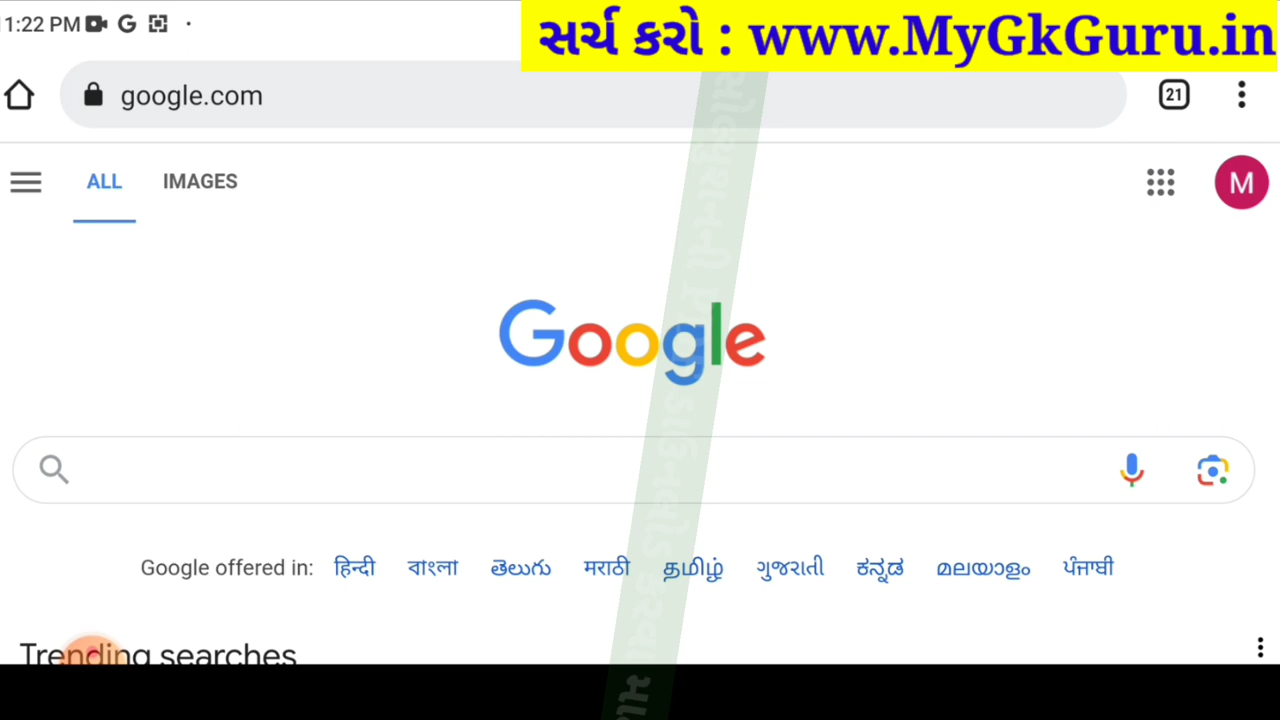 1:22 PM
સર્ચ કરો : www.MyGkGuru.in
google.com
21
ALL IMAGES
M
Google
Google offered in: हिन्दी বাংলা తెలుగు मराठी தமிழ் ગુજરાતી ಕನ್ನಡ മലയാളം ਪੰਜਾਬੀ
Trending searches